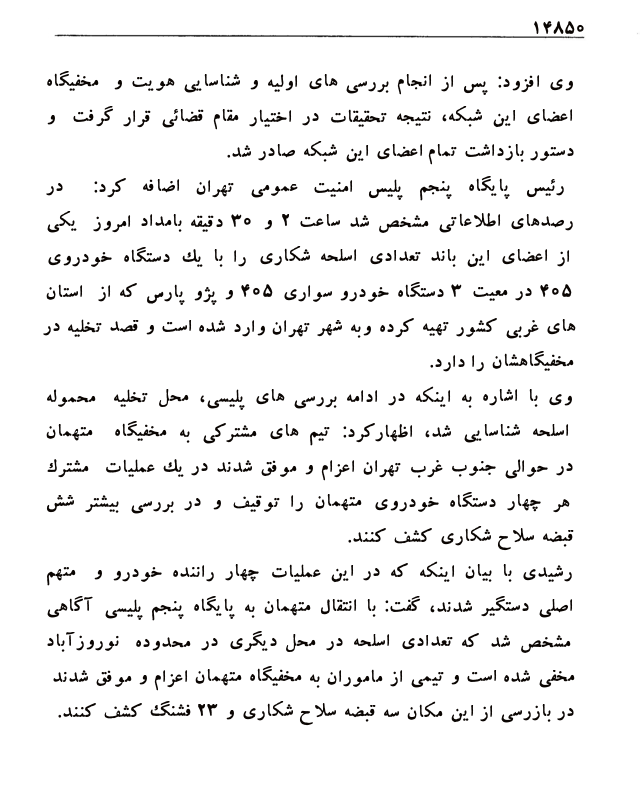 ۱۴۸۵۰
وی افزود: پس از انجام بررسی های اولیه و شناسایی هویت و مخفیگاه
اعضای این شبکه، نتیجه تحقیقات در اختیار مقام قضائی قرار گرفت و
دستور بازداشت تمام اعضای این شبکه صادر شد.
رئیس پایگاه پنجم پلیس امنیت عمومی تهران اضافه کرد: در
رصدهای اطلاعاتی مشخص شد ساعت ۲ و ۳۰ دقیقه بامداد امروز یکی
از اعضای این باند تعدادی اسلحه شکاری را با یك دستگاه خودروی
۴۰۵ در معیت ۳ دستگاه خودرو سواری ۴۰۵ و پژو پارس که از استان
های غربی کشور تهیه کرده وبه شهر تهران وارد شده است و قصد تخلیه در
مخفیگاهشان را دارد.
وی با اشاره به اینکه در ادامه بررسی های پلیسی، محل تخلیه محموله
اسلحه شناسایی شد، اظهارکرد: تیم های مشترکی به مخفیگاه متهمان
در حوالی جنوب غرب تهران اعزام و موفق شدند در یك عملیات مشترك
هر چهار دستگاه خودروی متهمان را توقیف و در بررسی بیشتر شش
قبضه سلاح شکاری کشف کنند.
رشیدی با بیان اینکه که در این عملیات چهار راننده خودرو و متهم
اصلی دستگیر شدند، گفت: با انتقال متهمان به پایگاه پنجم پلیسی آگاهی
مشخص شد که تعدادی اسلحه در محل دیگری در محدوده نوروزآباد
مخفی شده است و تیمی از ماموران به مخفیگاه متهمان اعزام و موفق شدند
در بازرسی از این مکان سه قبضه سلاح شکاری و ۲۳ فشنگ کشف کنند.